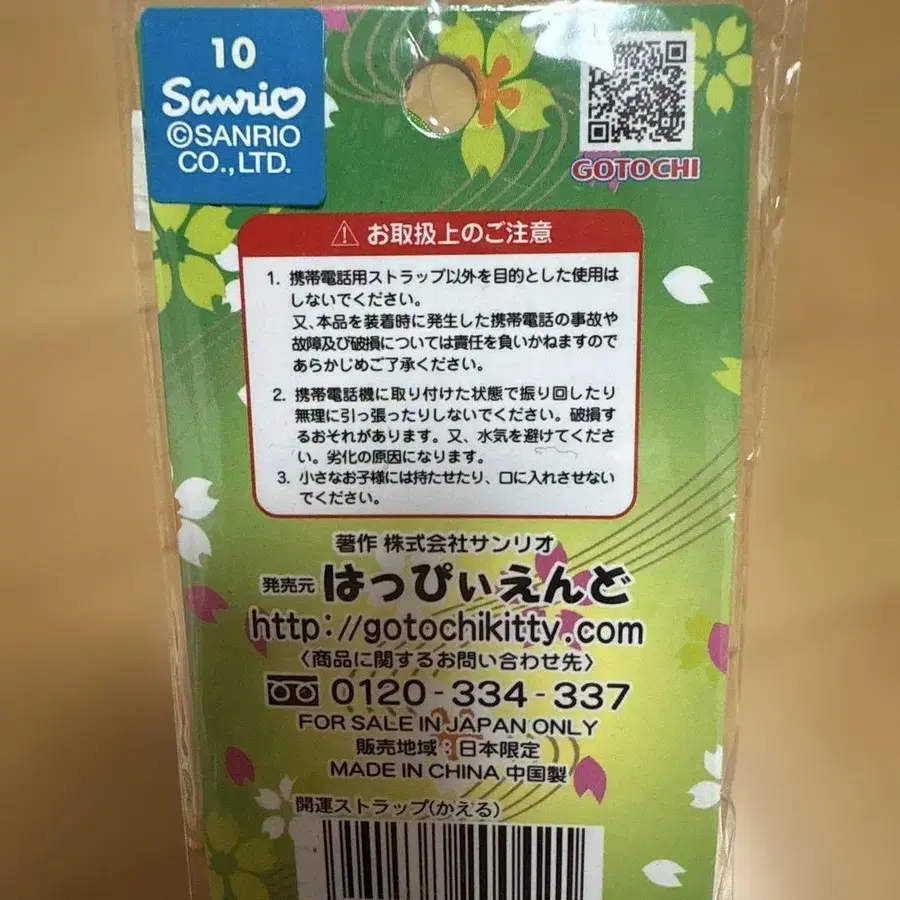 10
Sanrio
©SANRIO
CO.,LTD.
GOTOCHI
お取扱上のご注意
1. 携帯電話用ストラップ以外を目的とした使用は
しないでください。
又、本品を装着時に発生した携帯電話の事故や
故障及び破損については責任を負いかねますので
あらかじめご了承ください。
2. 携帯電話機に取り付けた状態で振り回したり
無理に引っ張ったりしないでください。破損す
るおそれがあります。又、水気を避けてくださ
い。劣化の原因になります。
3. 小さなお子様には持たせたり、口に入れさせない
でください。
著作 株式会社サンリオ
発売元 はっぴぃえんど
http://gotochikitty.com
〈商品に関するお問い合わせ先〉
0120-334-337
FOR SALE IN JAPAN ONLY
販売地域：日本限定
MADE IN CHINA 中国製
開運ストラップ(かえる)